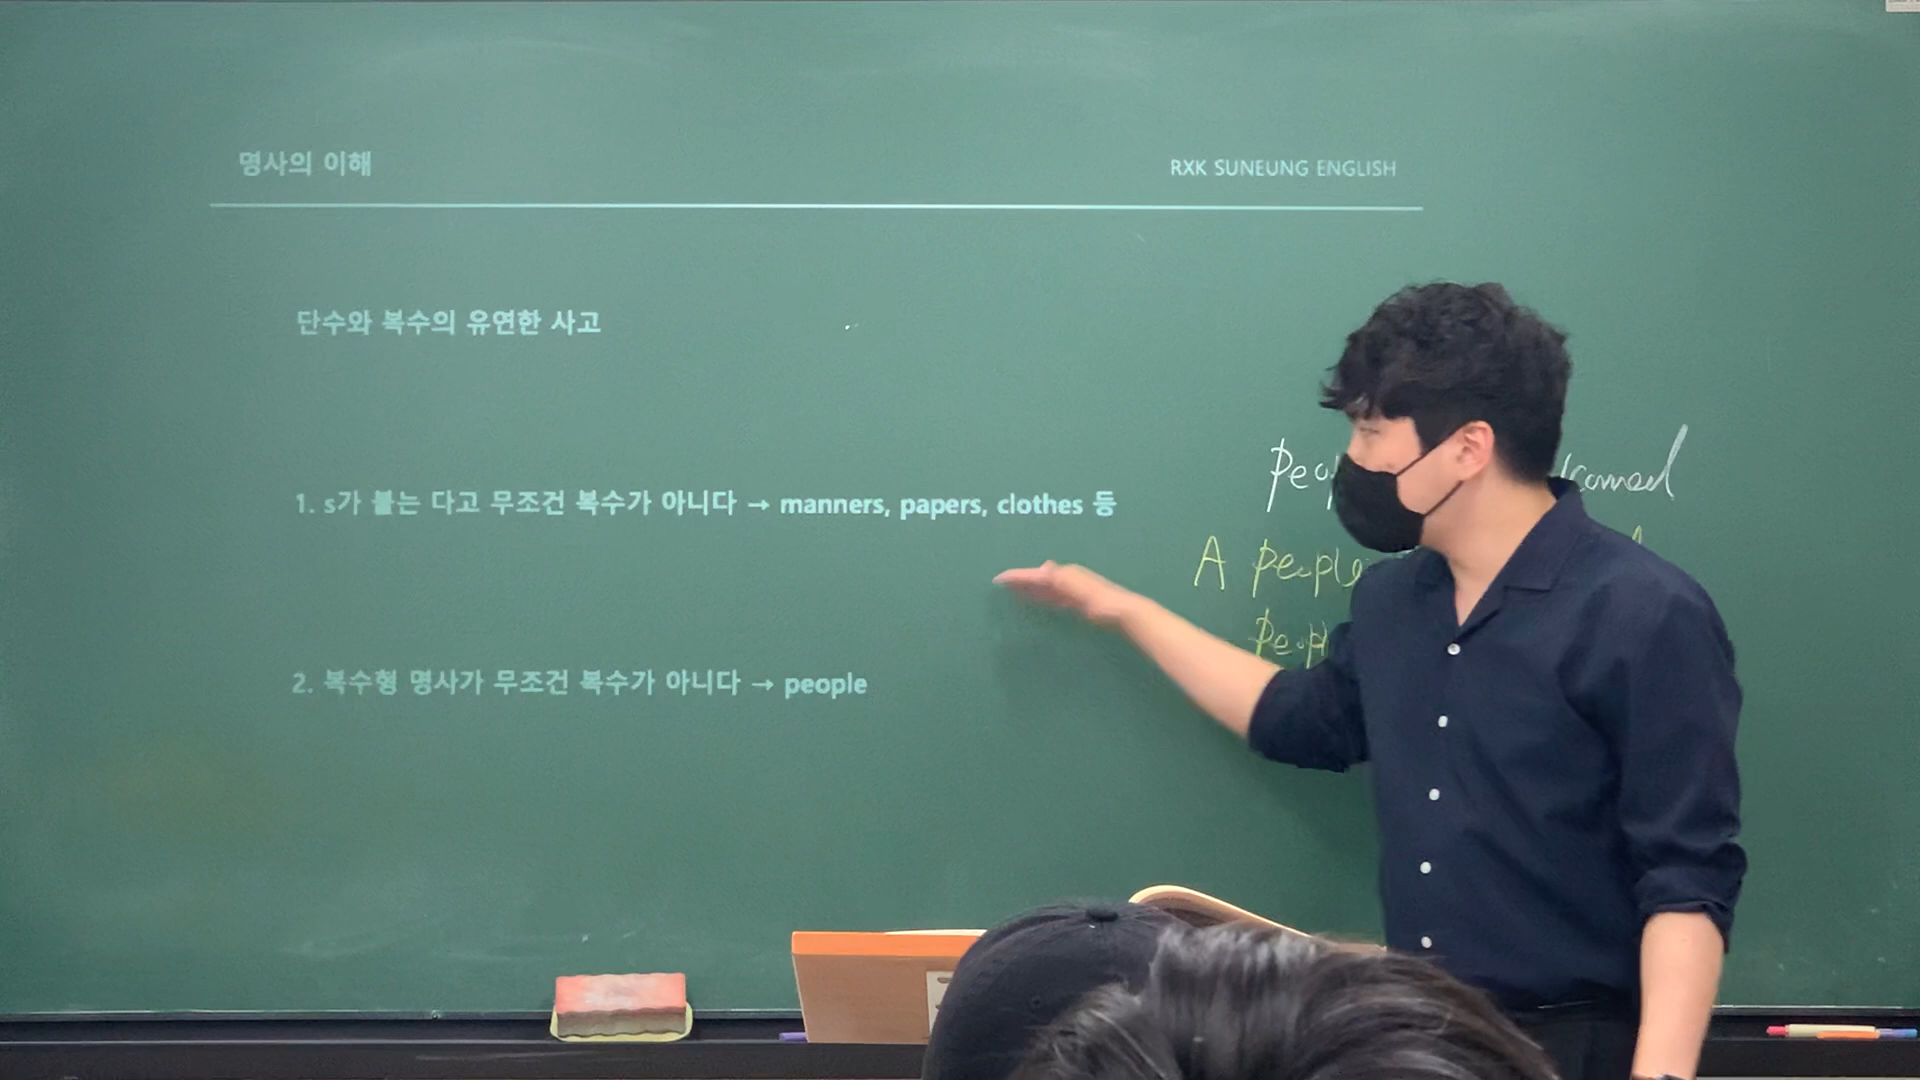 명사의 이해
RXK SUNEUNG ENGLISH
단수와 복수의 유연한 사고
1. s가 붙는 다고 무조건 복수가 아니다 → manners, papers, clothes 등
A people
2. 복수형 명사가 무조건 복수가 아니다 → people